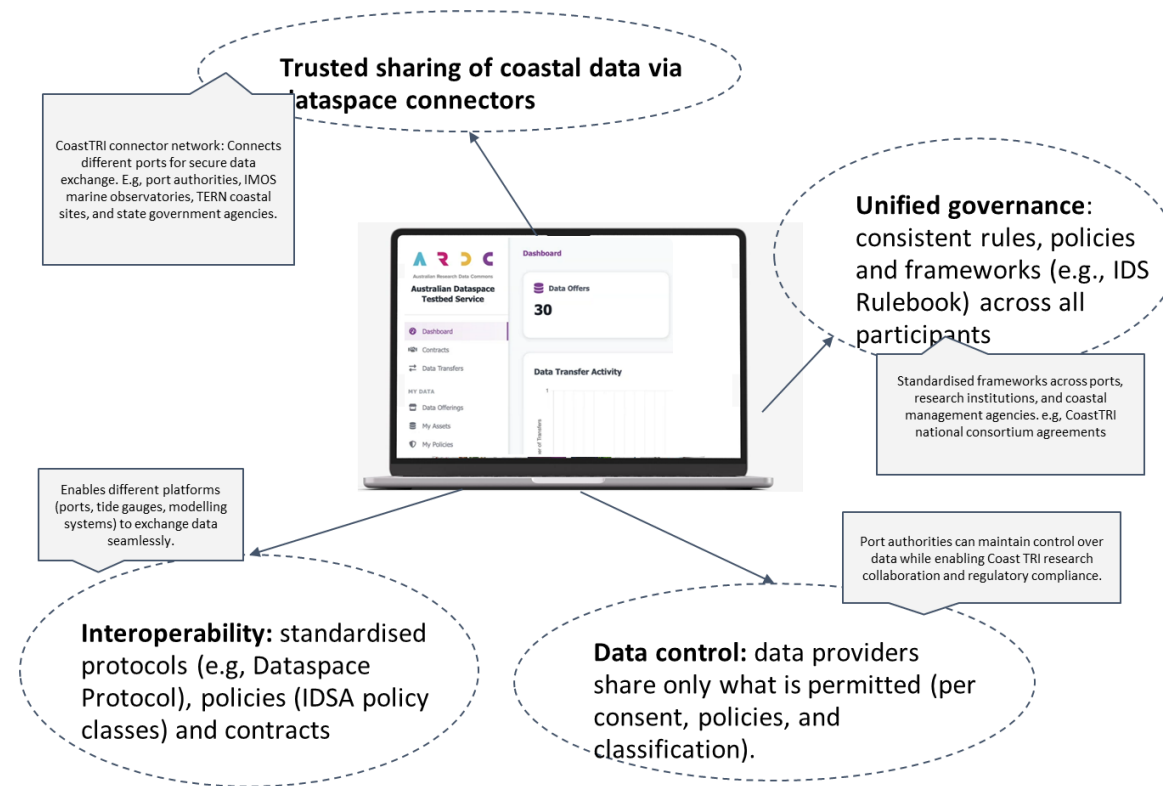 Trusted sharing of coastal data via
dataspace connectors
CoastTRI connector network: Connects
different ports for secure data
exchange. E.g, port authorities, IMOS
marine observatories, TERN coastal
sites, and state government agencies.
Unified governance:
consistent rules, policies
and frameworks (e.g., IDS
Rulebook) across all
participants
Standardised frameworks across ports,
research institutions, and coastal
management agencies. e.g, CoastTRI
national consortium agreements
ARDC
Australian Research Data Commons
Australian Dataspace
Testbed Service
Dashboard
Contracts
Data Transfers
MY DATA
Data Offerings
My Assets
My Policies
Dashboard
Data Offers
30
Data Transfer Activity
1
of Transfers
Enables different platforms
(ports, tide gauges, modelling
systems) to exchange data
seamlessly.
Interoperability: standardised
protocols (e.g, Dataspace
Protocol), policies (IDSA policy
classes) and contracts
Port authorities can maintain control over
data while enabling Coast TRI research
collaboration and regulatory compliance.
Data control: data providers
share only what is permitted (per
consent, policies, and
classification).